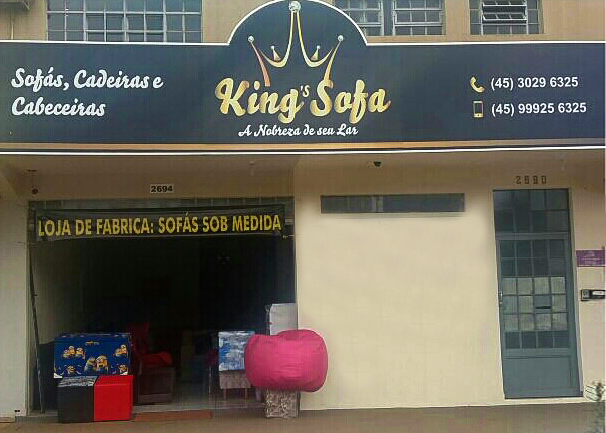 Sofás, Cadeiras e
Cabeceiras
King's Sofa
A Nobreza de seu Lar
(45) 3029 6325
(45) 99925 6325
2694
2690
LOJA DE FABRICA: SOFÁS SOB MEDIDA